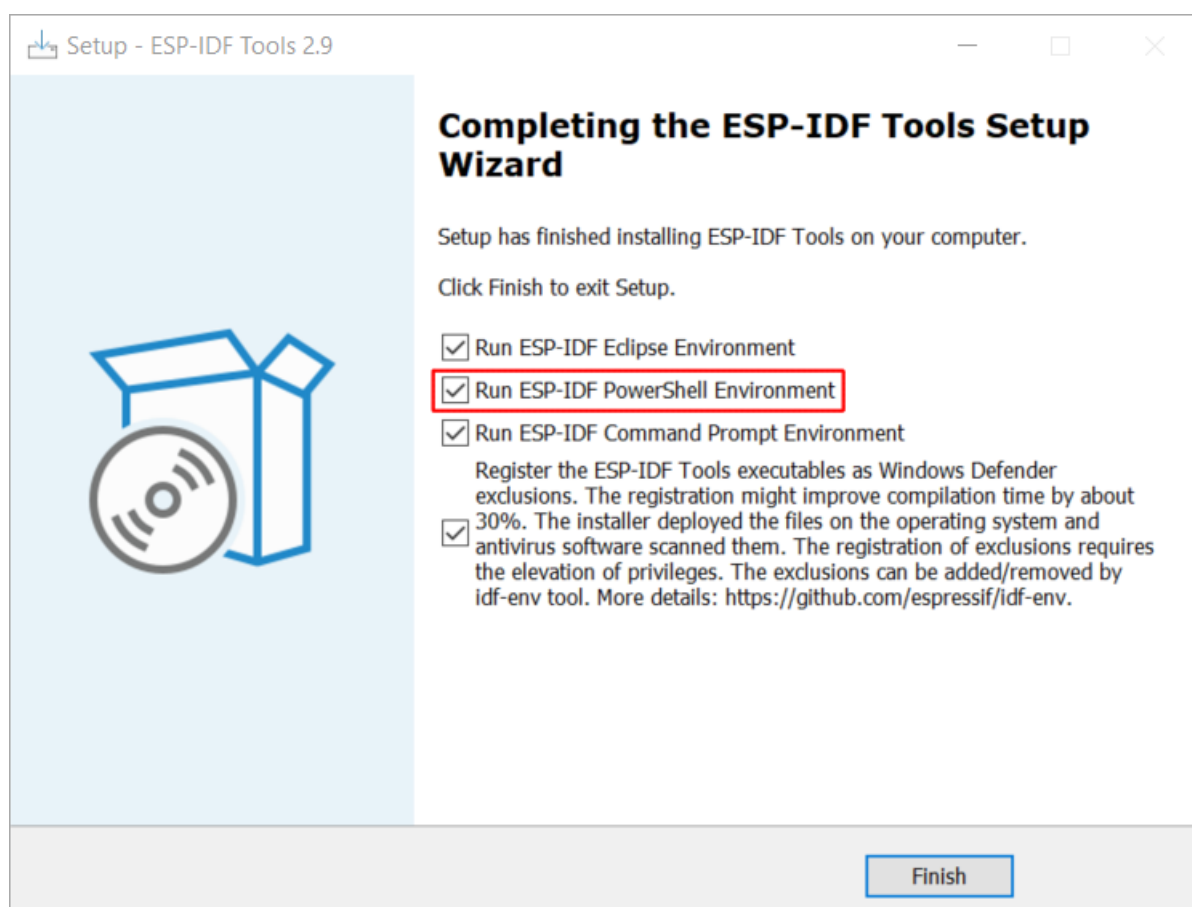 Setup - ESP-IDF Tools 2.9
Completing the ESP-IDF Tools Setup
Wizard
Setup has finished installing ESP-IDF Tools on your computer.
Click Finish to exit Setup.
Run ESP-IDF Eclipse Environment
Run ESP-IDF PowerShell Environment
Run ESP-IDF Command Prompt Environment
Register the ESP-IDF Tools executables as Windows Defender
exclusions. The registration might improve compilation time by about
30%. The installer deployed the files on the operating system and
antivirus software scanned them. The registration of exclusions requires
the elevation of privileges. The exclusions can be added/removed by
idf-env tool. More details: https://github.com/espressif/idf-env.
Finish